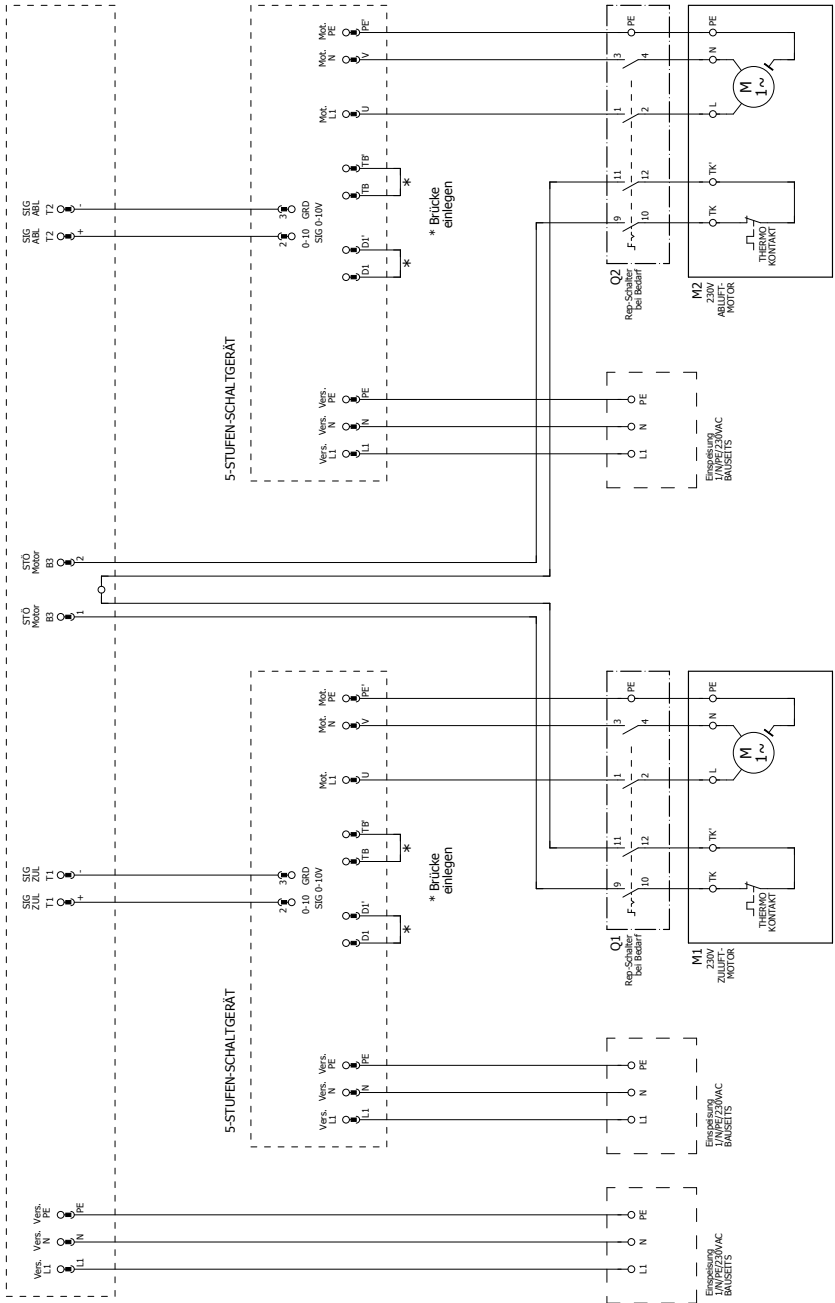 Vers.
L1
L1
Vers.
N
N
Vers.
PE
PE
SIG
ZUL
T1
+
SIG
ZUL
T1
-
STÖ
Motor
B3
1
STÖ
Motor
B3
2
SIG
ABL
T2
+
SIG
ABL
T2
-
5-STUFEN-SCHALTGERÄT
2
0-10
SIG 0-10V
3
GRD
Vers.
L1
L1
Vers.
N
N
Vers.
PE
PE
D1
D1'
*
TB
TB'
*
Mot.
L1
U
Mot.
N
V
Mot.
PE
PE'
* Brücke
einlegen
5-STUFEN-SCHALTGERÄT
2
0-10
SIG 0-10V
3
GRD
Vers.
L1
L1
Vers.
N
N
Vers.
PE
PE
D1
D1'
*
TB
TB'
*
Mot.
L1
U
Mot.
N
V
Mot.
PE
PE'
* Brücke
einlegen
L1
N
PE
Einspeisung
1/N/PE/230VAC
BAUSEITS
L1
N
PE
Einspeisung
1/N/PE/230VAC
BAUSEITS
Q1
Rep-Schalter
bei Bedarf
9
11
1
3
PE
10
12
2
4
M1
230V
ZULUFT-
MOTOR
TK
TK'
L
N
PE
THERMO
KONTAKT
M
1~
L1
N
PE
Einspeisung
1/N/PE/230VAC
BAUSEITS
Q2
Rep-Schalter
bei Bedarf
9
11
1
3
PE
10
12
2
4
M2
230V
ABLUFT-
MOTOR
TK
TK'
L
N
PE
THERMO
KONTAKT
M
1~